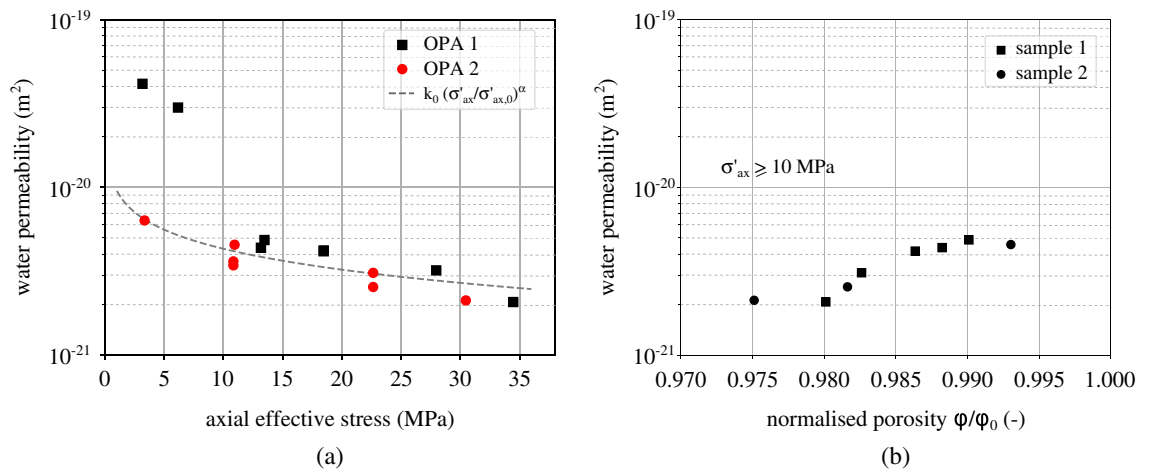 10⁻¹⁹
10⁻²⁰
10⁻²¹
water permeability (m²)
OPA 1
OPA 2
k₀ (σ'ax/σ'ax,0)^α
0 5 10 15 20 25 30 35
axial effective stress (MPa)
(a)
10⁻¹⁹
10⁻²⁰
10⁻²¹
water permeability (m²)
sample 1
sample 2
σ'ax ⩾ 10 MPa
0.970 0.975 0.980 0.985 0.990 0.995 1.000
normalised porosity φ/φ₀ (-)
(b)